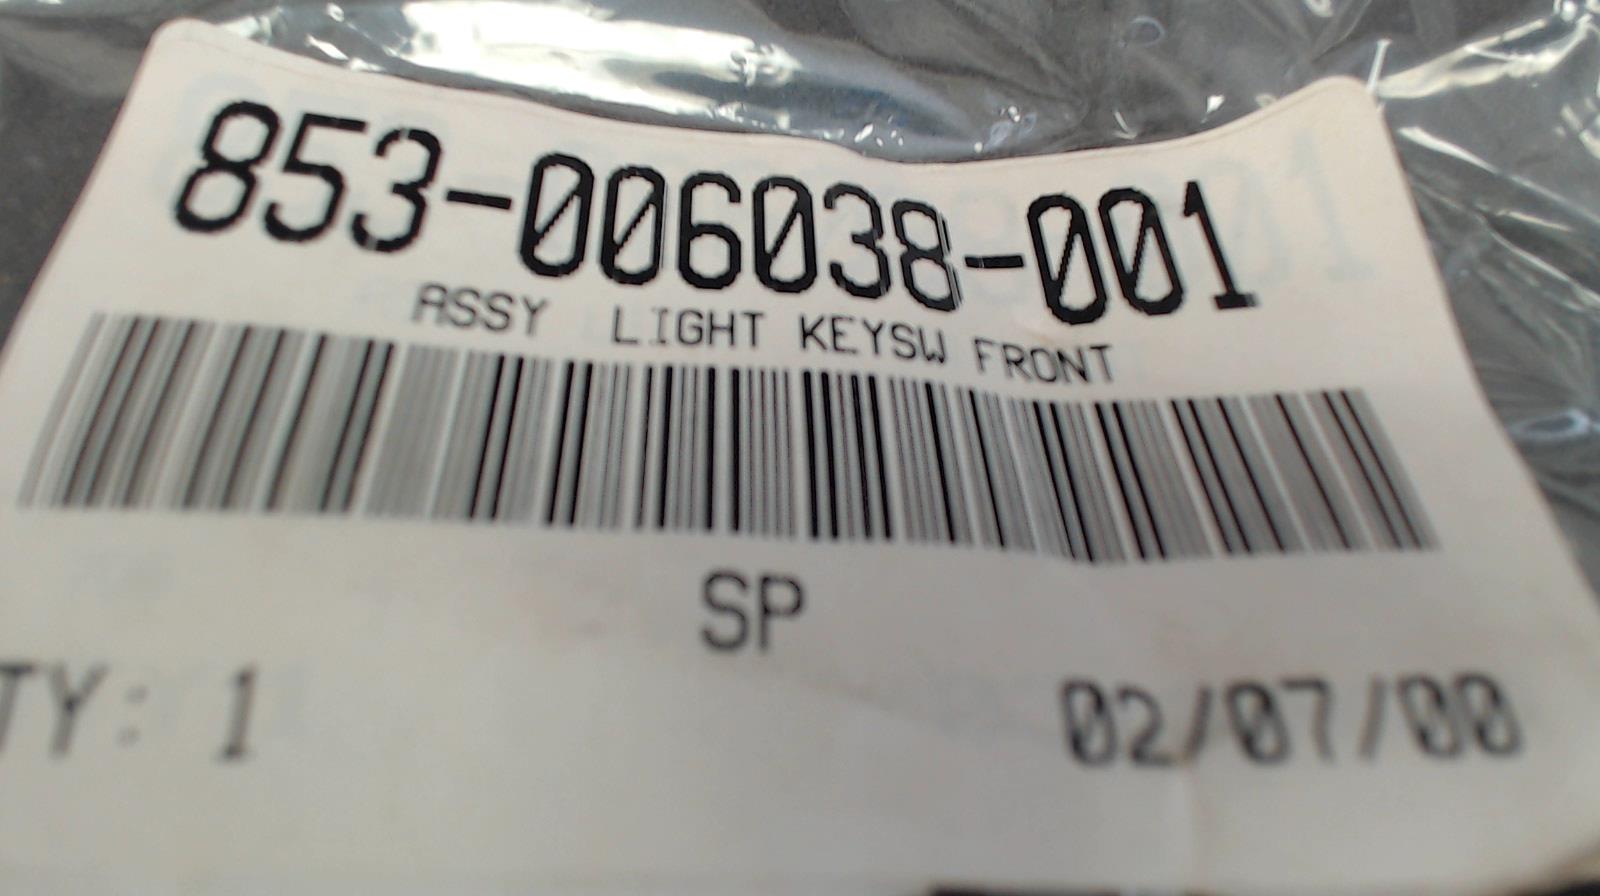 853-006038-001
ASSY LIGHT KEYSW FRONT
SP
TY: 1
02/07/00